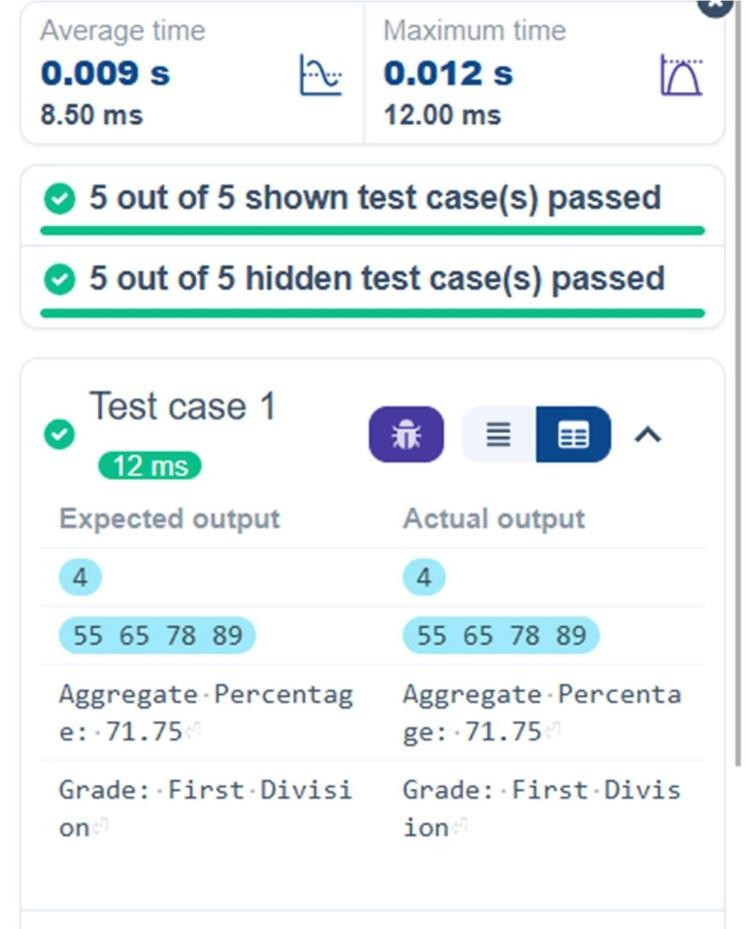 Average time
0.009 s
8.50 ms
Maximum time
0.012 s
12.00 ms
5 out of 5 shown test case(s) passed
5 out of 5 hidden test case(s) passed
Test case 1
12 ms
Expected output
Actual output
4
4
55 65 78 89
55 65 78 89
Aggregate·Percentag
e:·71.75⏎
Aggregate·Percenta
ge:·71.75⏎
Grade:·First·Divisi
on⏎
Grade:·First·Divis
ion⏎